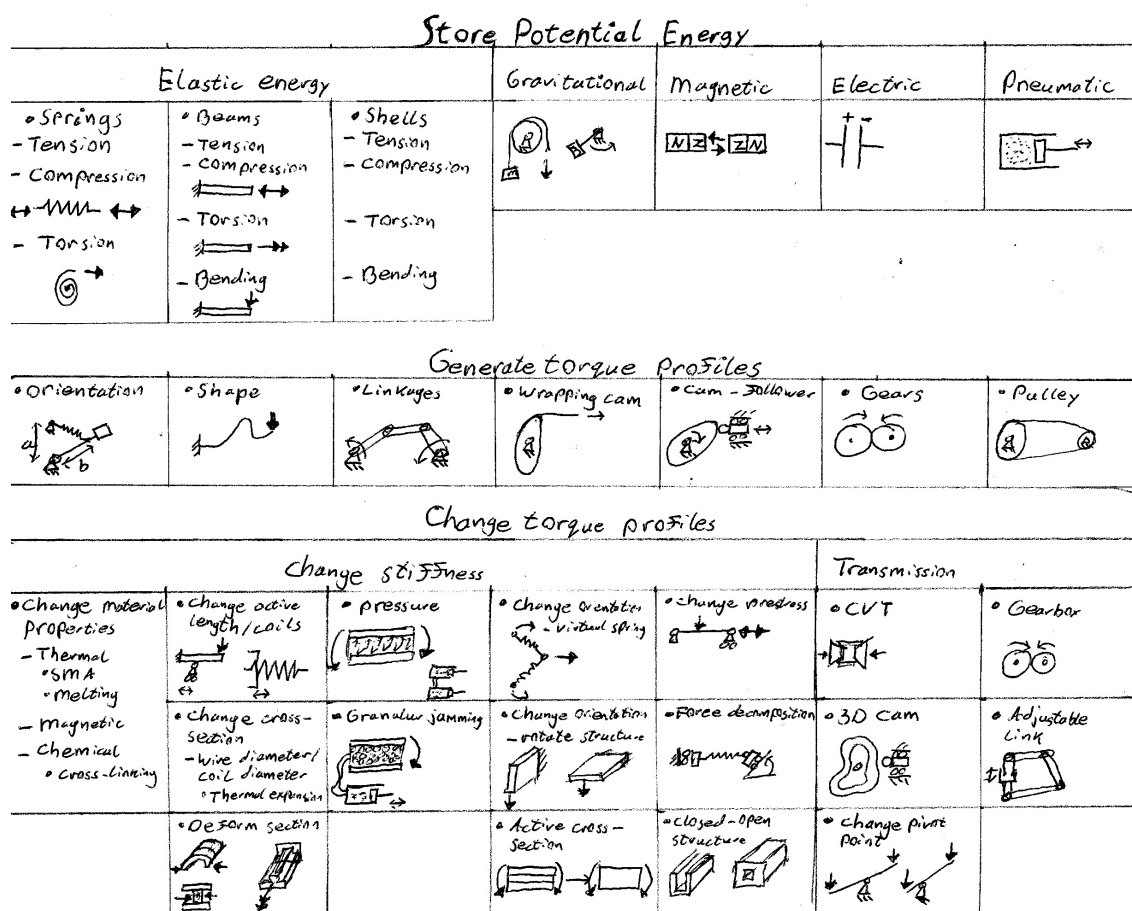 Store Potential Energy
Elastic energy
Gravitational
Magnetic
Electric
Pneumatic
• Springs
- Tension
- Compression
- Torsion
• Beams
- Tension
- Compression
- Torsion
- Bending
• Shells
- Tension
- Compression
- Torsion
- Bending
N Z Z N
+ -
Generate torque profiles
• Orientation
a
b
• Shape
• Linkages
• Wrapping cam
• Cam - Follower
• Gears
• Pulley
Change torque profiles
Change stiffness
Transmission
• Change material
properties
- Thermal
• SMA
• melting
- Magnetic
- Chemical
• Cross-linking
• Change active
length/coils
• pressure
• Change orientation
- virtual spring
• change prestress
• CVT
• Gearbox
• Change cross-
section
- wire diameter/
coil diameter
• Thermal expansion
• Granular jamming
• Change orientation
- rotate structure
• Force decomposition
• 3D cam
• Adjustable
link
• Deform section
• Active cross-
section
• closed-open
structure
• Change pivot
point